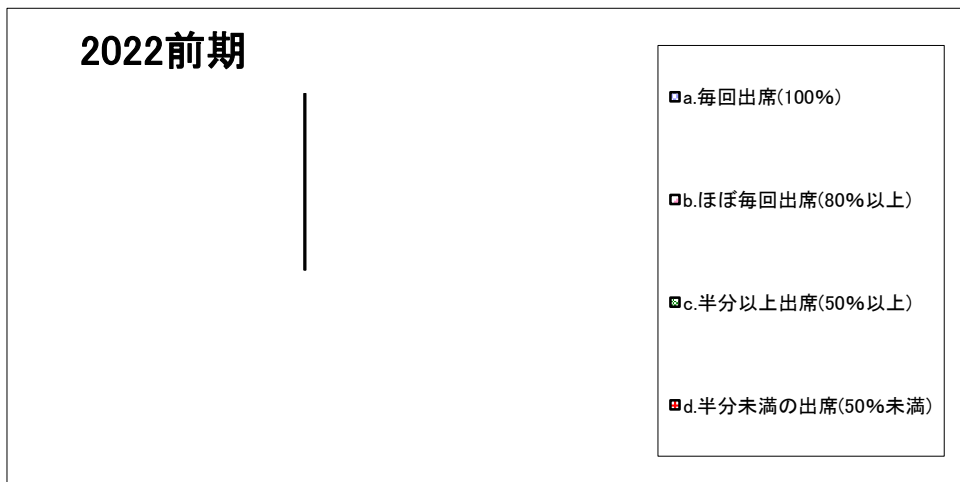 2022前期
a.毎回出席(100%)
b.ほぼ毎回出席(80%以上)
c.半分以上出席(50%以上)
d.半分未満の出席(50%未満)